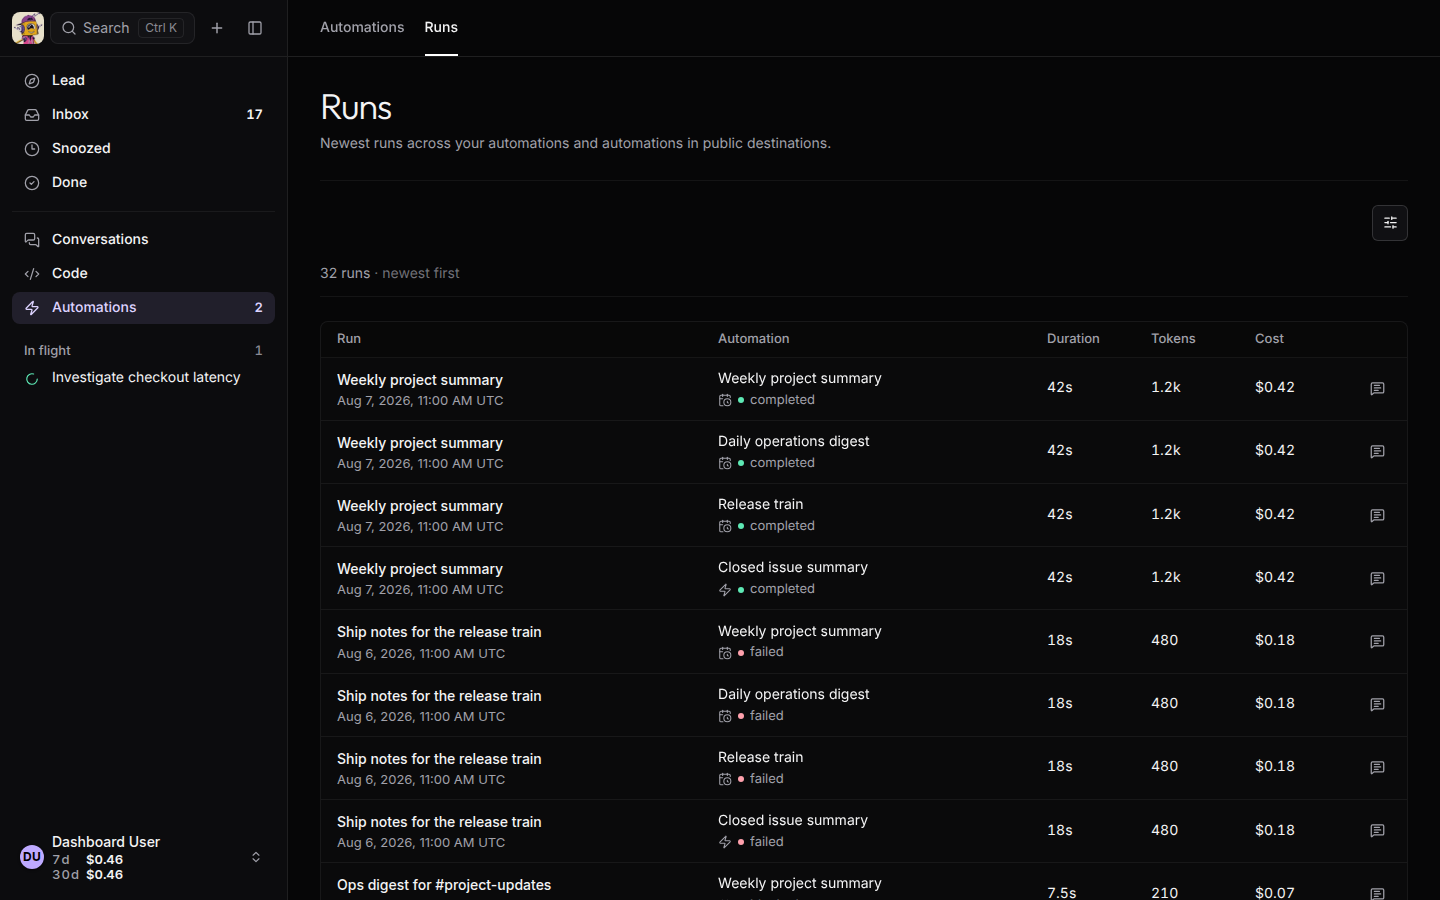 Search Ctrl K
Lead
Inbox 17
Snoozed
Done
Conversations
Code
Automations 2
In flight 1
Investigate checkout latency
Dashboard User
DU
7d $0.46
30d $0.46
Automations Runs
Runs
Newest runs across your automations and automations in public destinations.
32 runs · newest first
Run Automation Duration Tokens Cost
Weekly project summary Weekly project summary 42s 1.2k $0.42
Aug 7, 2026, 11:00 AM UTC completed
Weekly project summary Daily operations digest 42s 1.2k $0.42
Aug 7, 2026, 11:00 AM UTC completed
Weekly project summary Release train 42s 1.2k $0.42
Aug 7, 2026, 11:00 AM UTC completed
Weekly project summary Closed issue summary 42s 1.2k $0.42
Aug 7, 2026, 11:00 AM UTC completed
Ship notes for the release train Weekly project summary 18s 480 $0.18
Aug 6, 2026, 11:00 AM UTC failed
Ship notes for the release train Daily operations digest 18s 480 $0.18
Aug 6, 2026, 11:00 AM UTC failed
Ship notes for the release train Release train 18s 480 $0.18
Aug 6, 2026, 11:00 AM UTC failed
Ship notes for the release train Closed issue summary 18s 480 $0.18
Aug 6, 2026, 11:00 AM UTC failed
Ops digest for #project-updates Weekly project summary 7.5s 210 $0.07